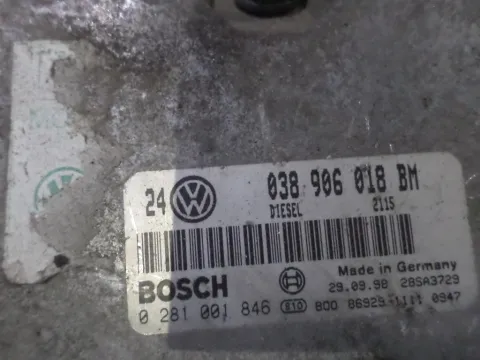 24 038 906 018 BM
DIESEL 2115
Made in Germany
BOSCH 29.09.98 28SA3729
0 281 001 846 E10 800 86929 1111 0947